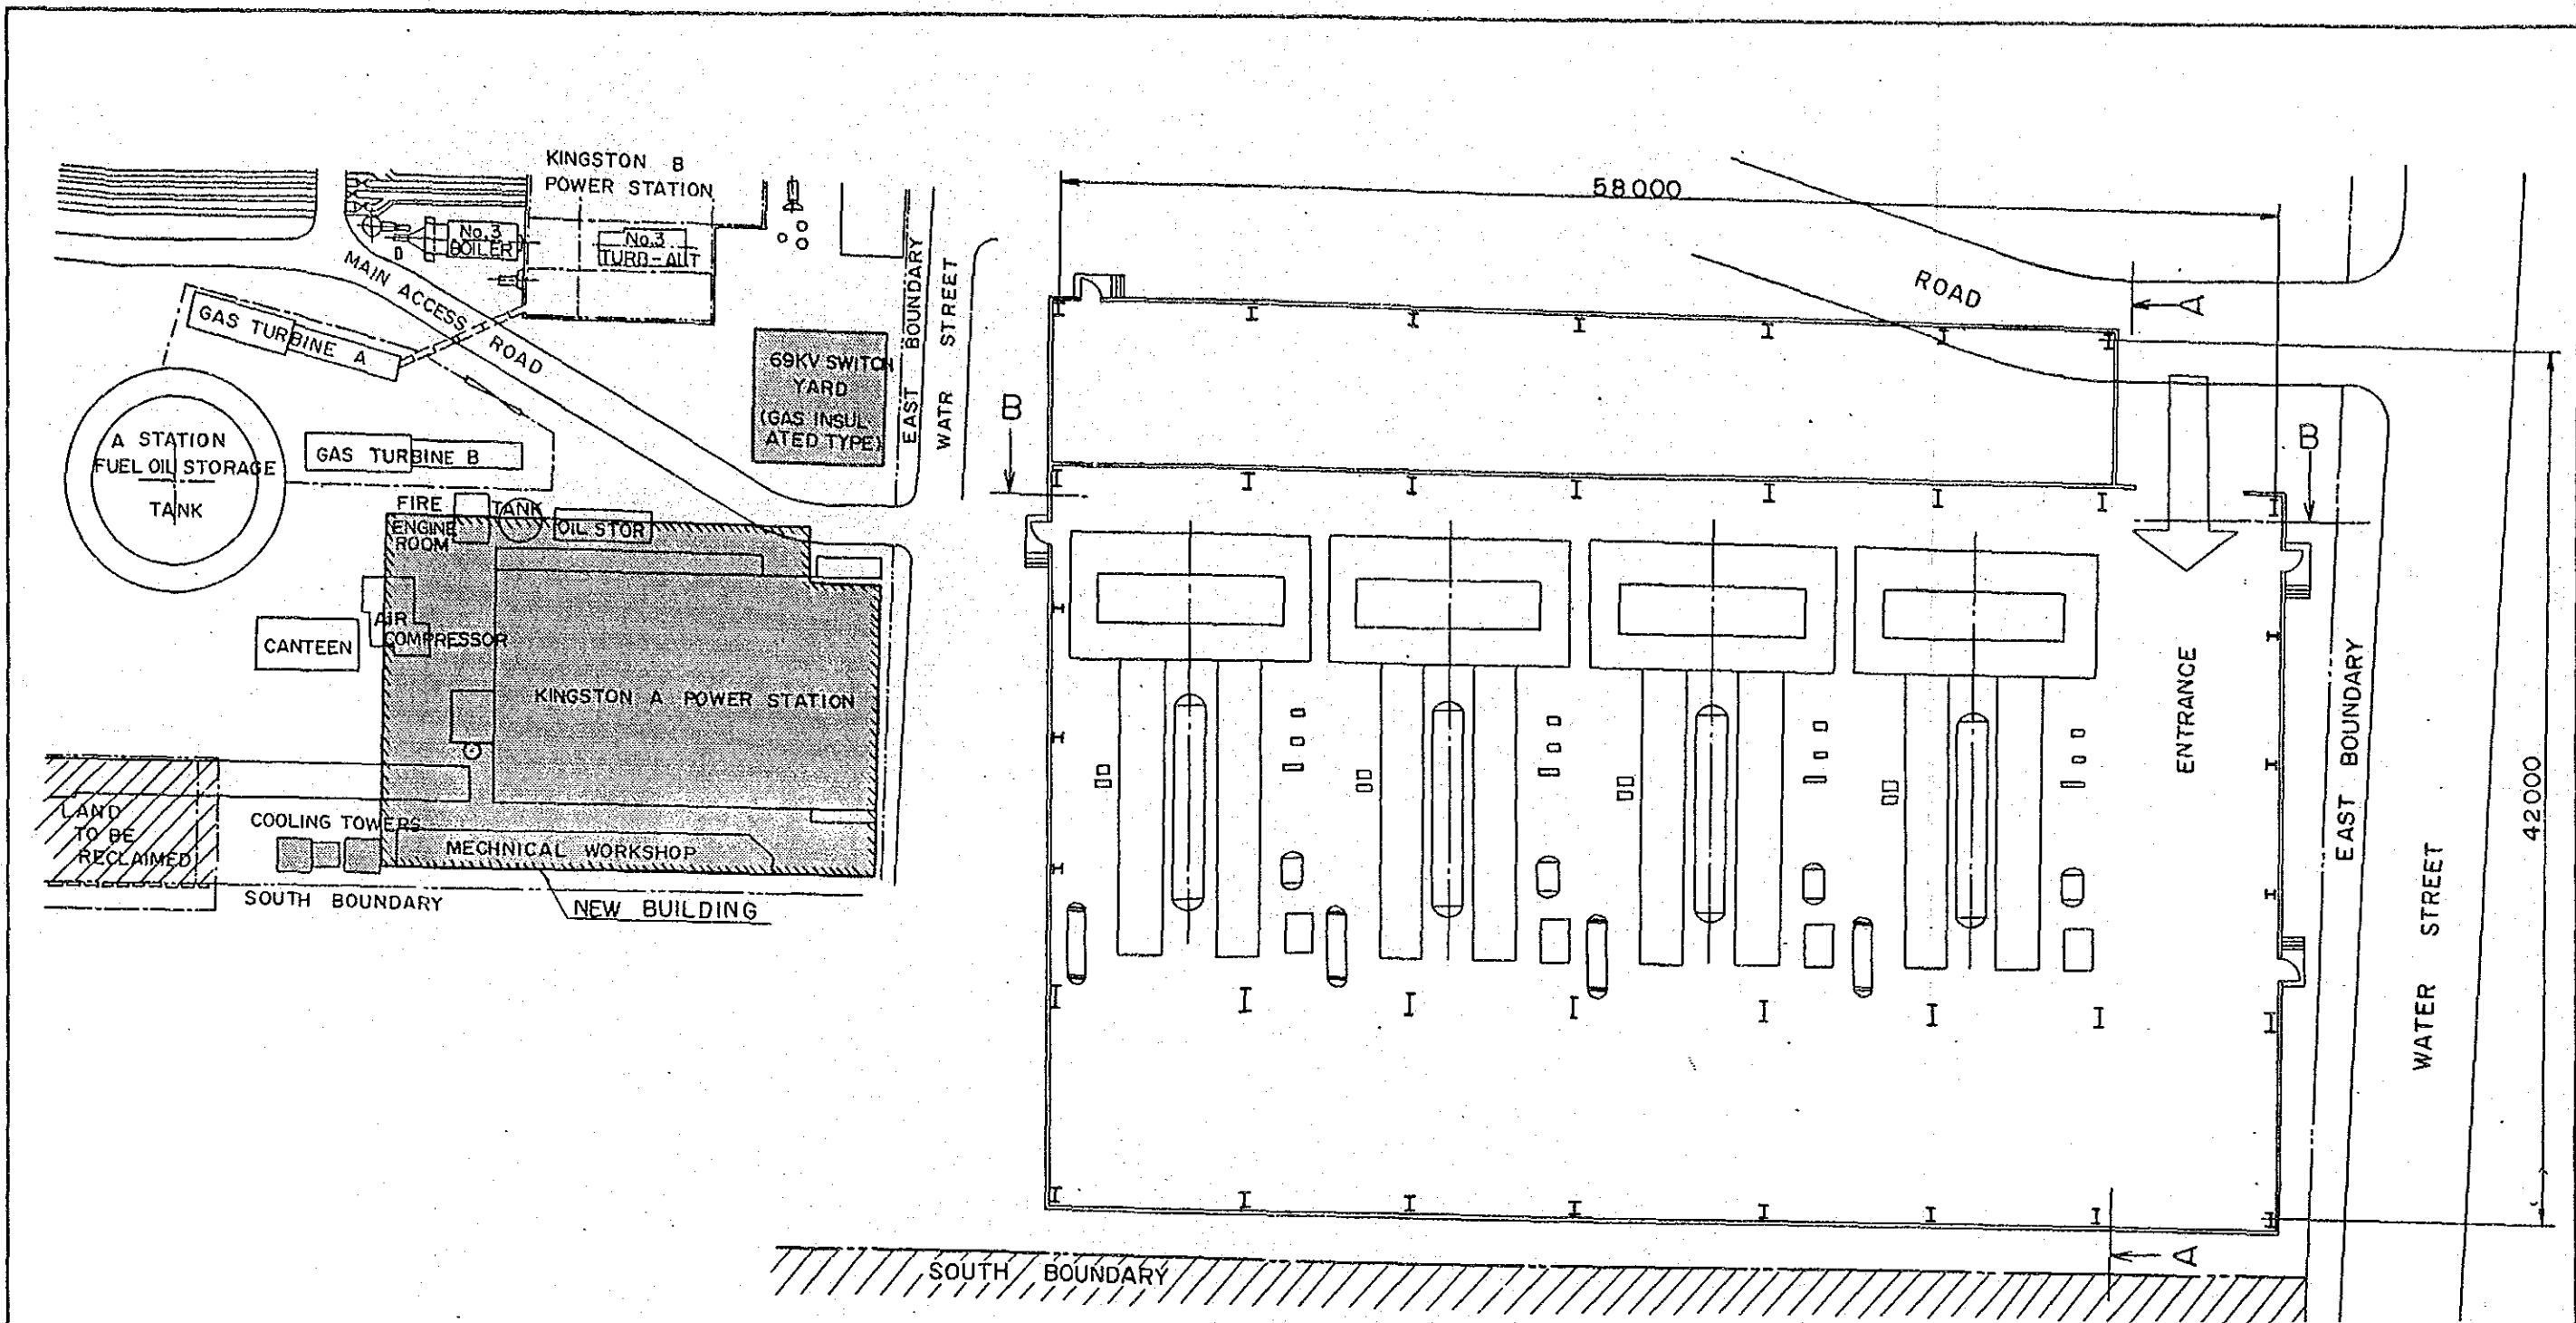 KINGSTON B
POWER STATION
No.3
BOILER
No.3
TURB-ALT
MAIN ACCESS ROAD
GAS TURBINE A
A STATION
FUEL OIL STORAGE
TANK
GAS TURBINE B
69KV SWITCH
YARD
(GAS INSUL
ATED TYPE)
EAST BOUNDARY
WATR STREET
FIRE
ENGINE
ROOM
TANK
OIL STOR
AIR
COMPRESSOR
CANTEEN
KINGSTON A POWER STATION
LAND
TO BE
RECLAIMED
COOLING TOWERS
MECHNICAL WORKSHOP
SOUTH BOUNDARY
NEW BUILDING
58000
ROAD
A
B
B
ENTRANCE
EAST BOUNDARY
WATER STREET
42000
A
SOUTH BOUNDARY